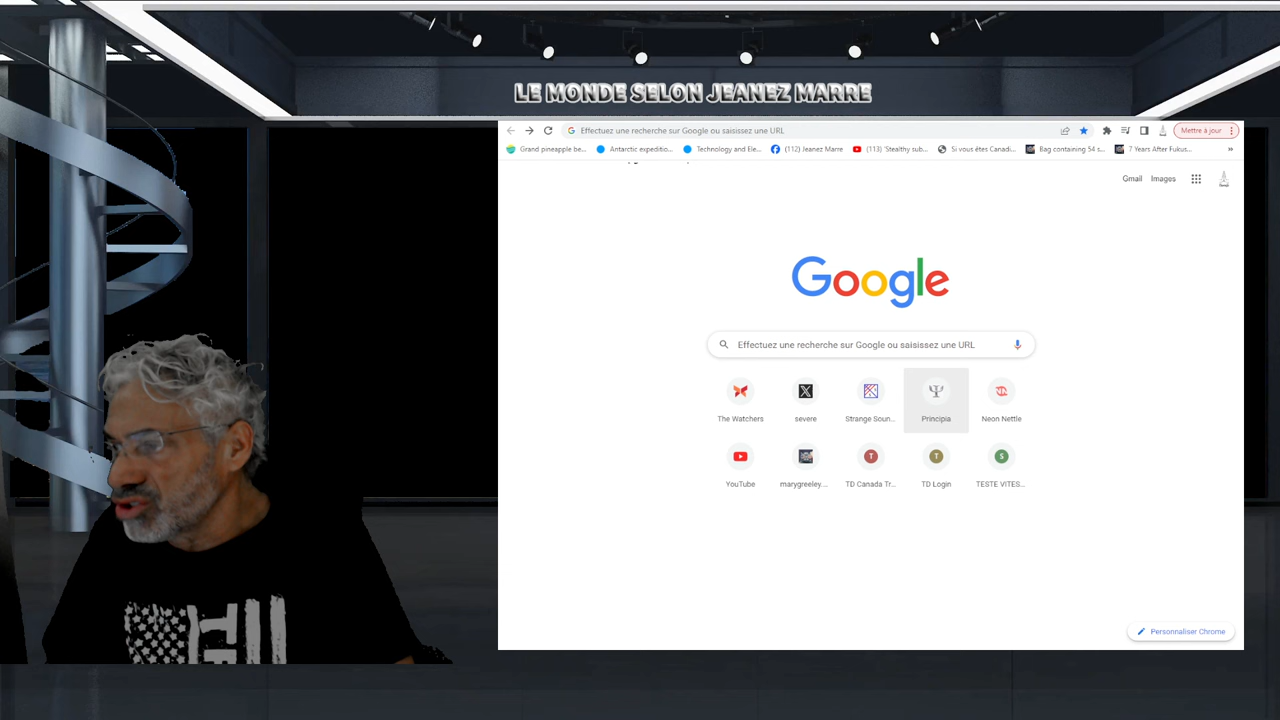 LE MONDE SELON JEANEZ MARRE
Effectuez une recherche sur Google ou saisissez une URL
Mettre à jour
Grand pineapple be...
Antarctic expeditio...
Technology and Ele...
(112) Jeanez Marre
(113) 'Stealthy sub...
Si vous êtes Canadi...
Bag containing 54 s...
7 Years After Fukus...
»
Gmail
Images
Google
Effectuez une recherche sur Google ou saisissez une URL
The Watchers
severe
Strange Soun...
Principia
Neon Nettle
YouTube
marygreeley....
T
TD Canada Tr...
T
TD Login
S
TESTE VITES...
Personnaliser Chrome